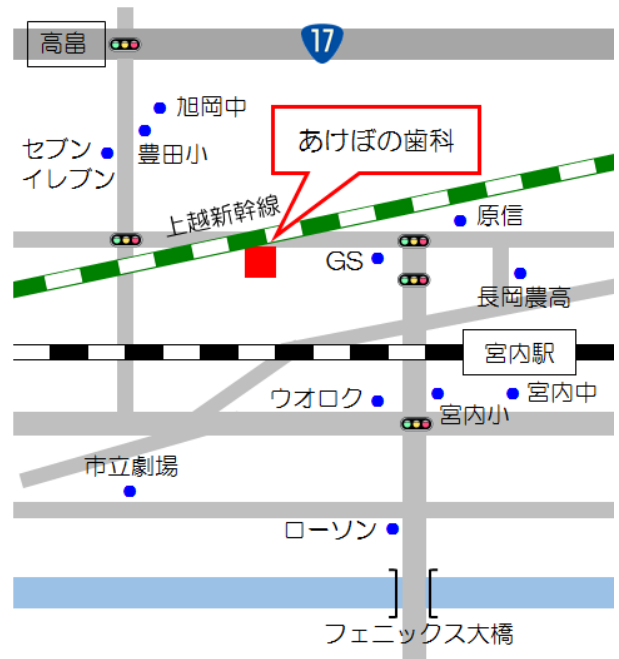 高畠
17
旭岡中
豊田小
セブン
イレブン
あけぼの歯科
上越新幹線
原信
GS
長岡農高
宮内駅
ウオロク
宮内小
宮内中
市立劇場
ローソン
フェニックス大橋